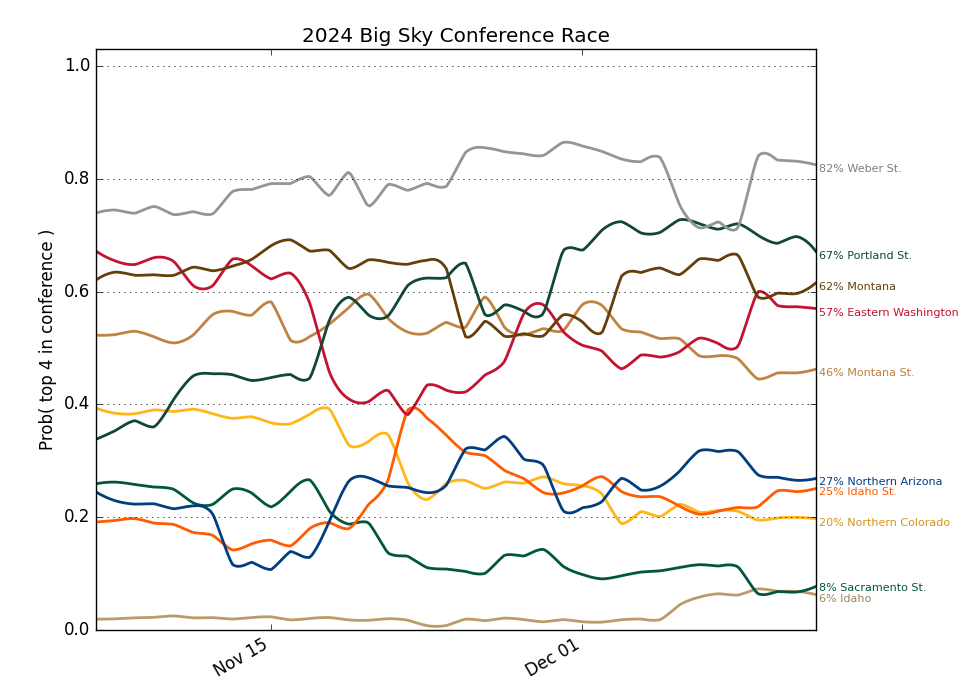 2024 Big Sky Conference Race
Prob( top 4 in conference )
1.0
0.8
0.6
0.4
0.2
0.0
Nov 15
Dec 01
82% Weber St.
67% Portland St.
62% Montana
57% Eastern Washington
46% Montana St.
27% Northern Arizona
25% Idaho St.
20% Northern Colorado
8% Sacramento St.
6% Idaho